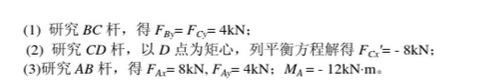 (1) 研究 BC 杆，得 F_By= F_Cy= 4kN；
(2) 研究 CD 杆，以 D 点为矩心，列平衡方程解得 F_Cx'= - 8kN；
(3)研究 AB 杆，得 F_Ax= 8kN, F_Ay= 4kN；M_A = - 12kN·m。